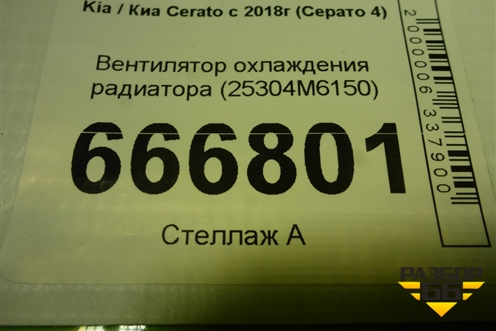 Kia / Киа Cerato с 2018г (Серато 4)
Вентилятор охлаждения
радиатора (25304M6150)
666801
Стеллаж А
2000006337900
РАЗБОР
66